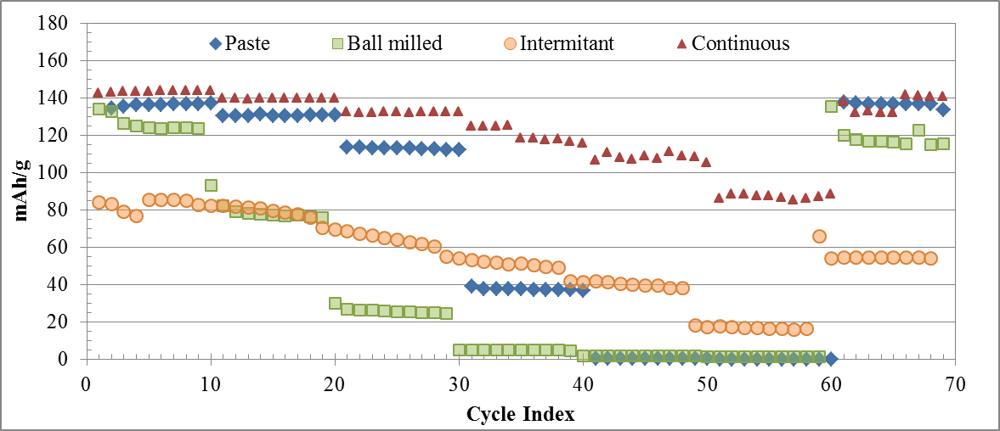 180
160
140
120
100
80
60
40
20
0
mAh/g
Paste Ball milled Intermitant Continuous
0 10 20 30 40 50 60 70
Cycle Index